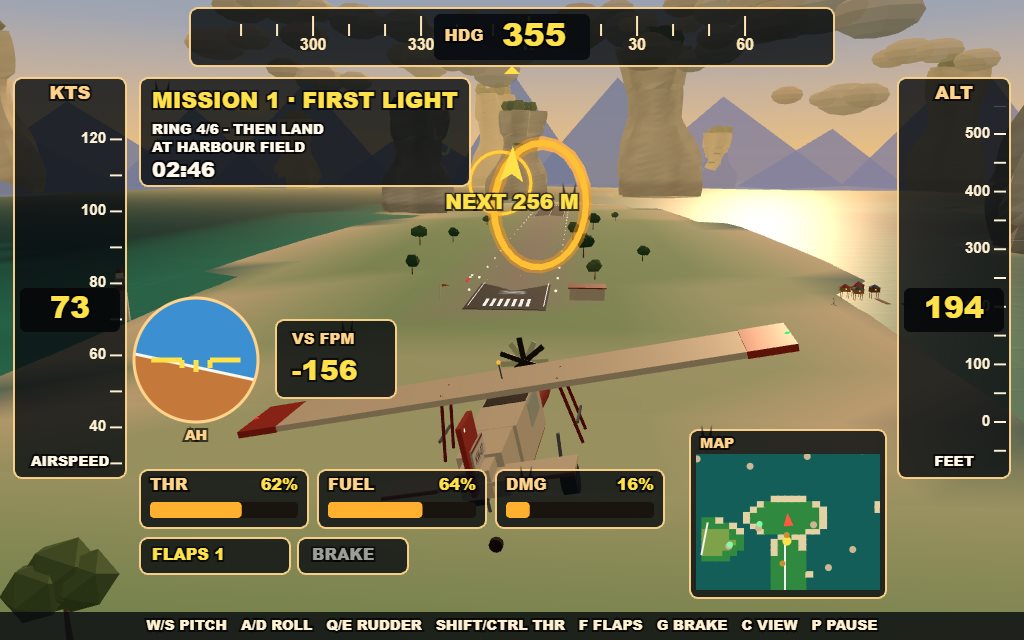 300 330 HDG 355 30 60
KTS
120
100
80
73
60
40
AIRSPEED
MISSION 1 · FIRST LIGHT
RING 4/6 - THEN LAND
AT HARBOUR FIELD
02:46
NEXT 256 M
ALT
500
400
300
194
100
0
FEET
VS FPM
-156
AH
THR 62%
FUEL 64%
DMG 16%
FLAPS 1
BRAKE
MAP
W/S PITCH A/D ROLL Q/E RUDDER SHIFT/CTRL THR F FLAPS G BRAKE C VIEW P PAUSE